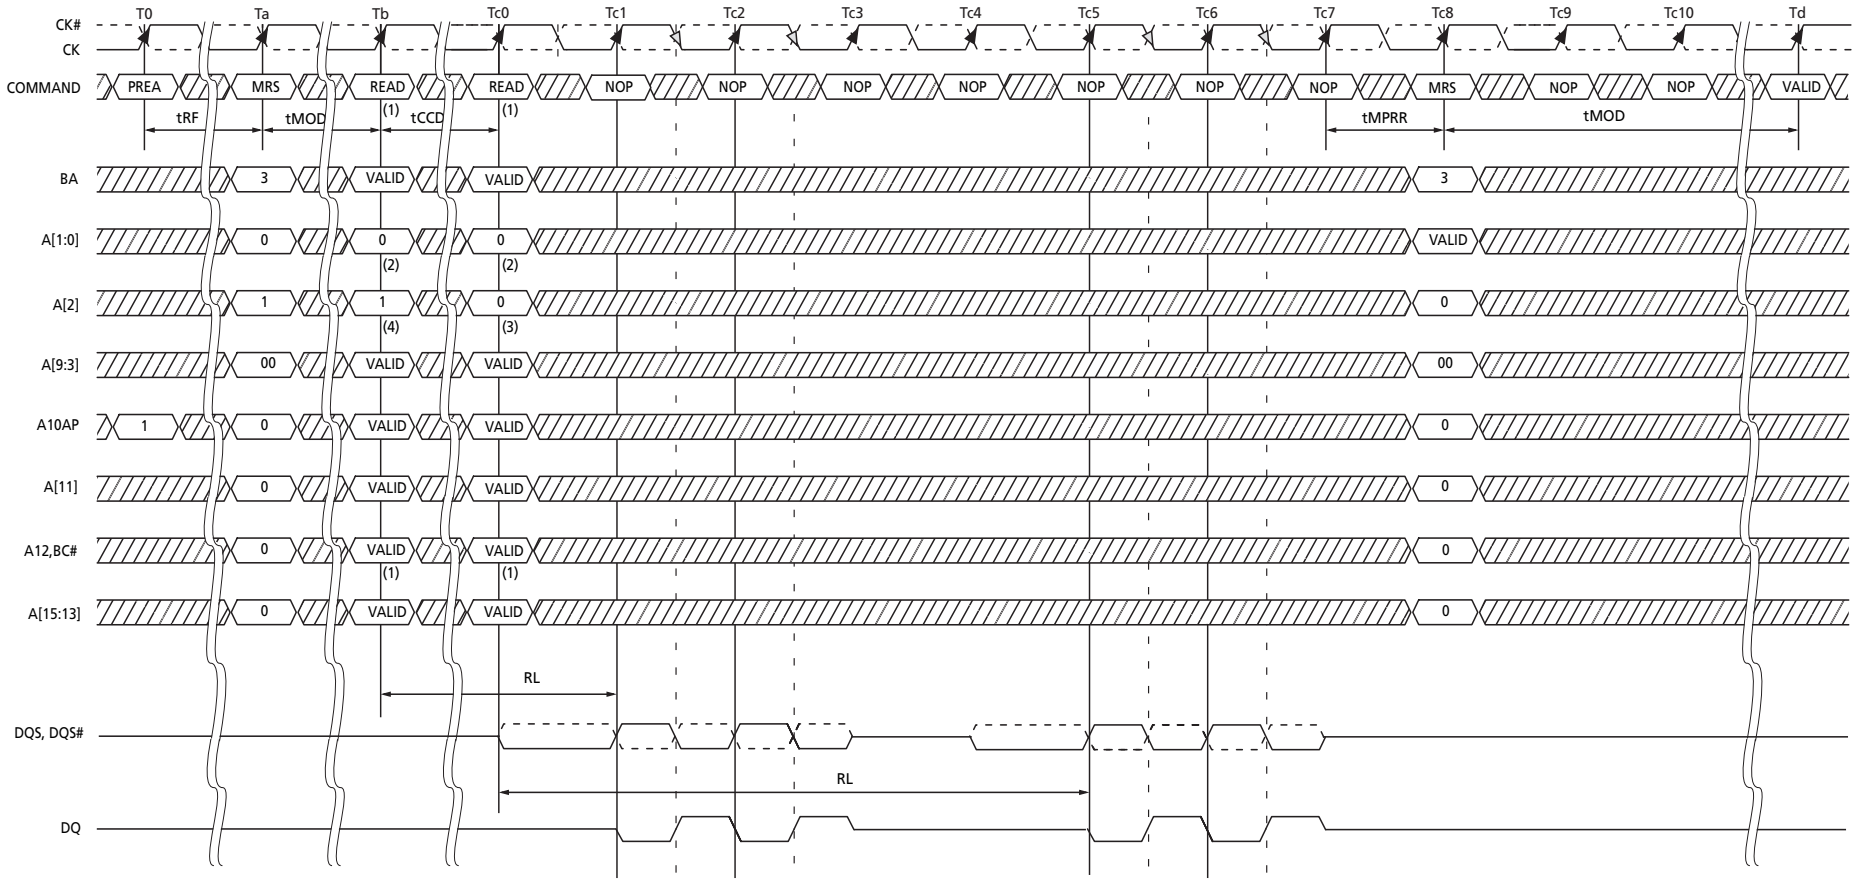 T0 Ta Tb Tc0 Tc1 Tc2 Tc3 Tc4 Tc5 Tc6 Tc7 Tc8 Tc9 Tc10 Td
CK#
CK
COMMAND PREA MRS READ READ NOP NOP NOP NOP NOP NOP NOP MRS NOP NOP VALID
(1) (1)
tRF tMOD tCCD tMPRR tMOD
BA 3 VALID VALID 3
A[1:0] 0 0 0 VALID
(2) (2)
A[2] 1 1 0 0
(4) (3)
A[9:3] 00 VALID VALID 00
A10AP 1 0 VALID VALID 0
A[11] 0 VALID VALID 0
A12,BC# 0 VALID VALID 0
(1) (1)
A[15:13] 0 VALID VALID 0
RL
DQS, DQS#
RL
DQ